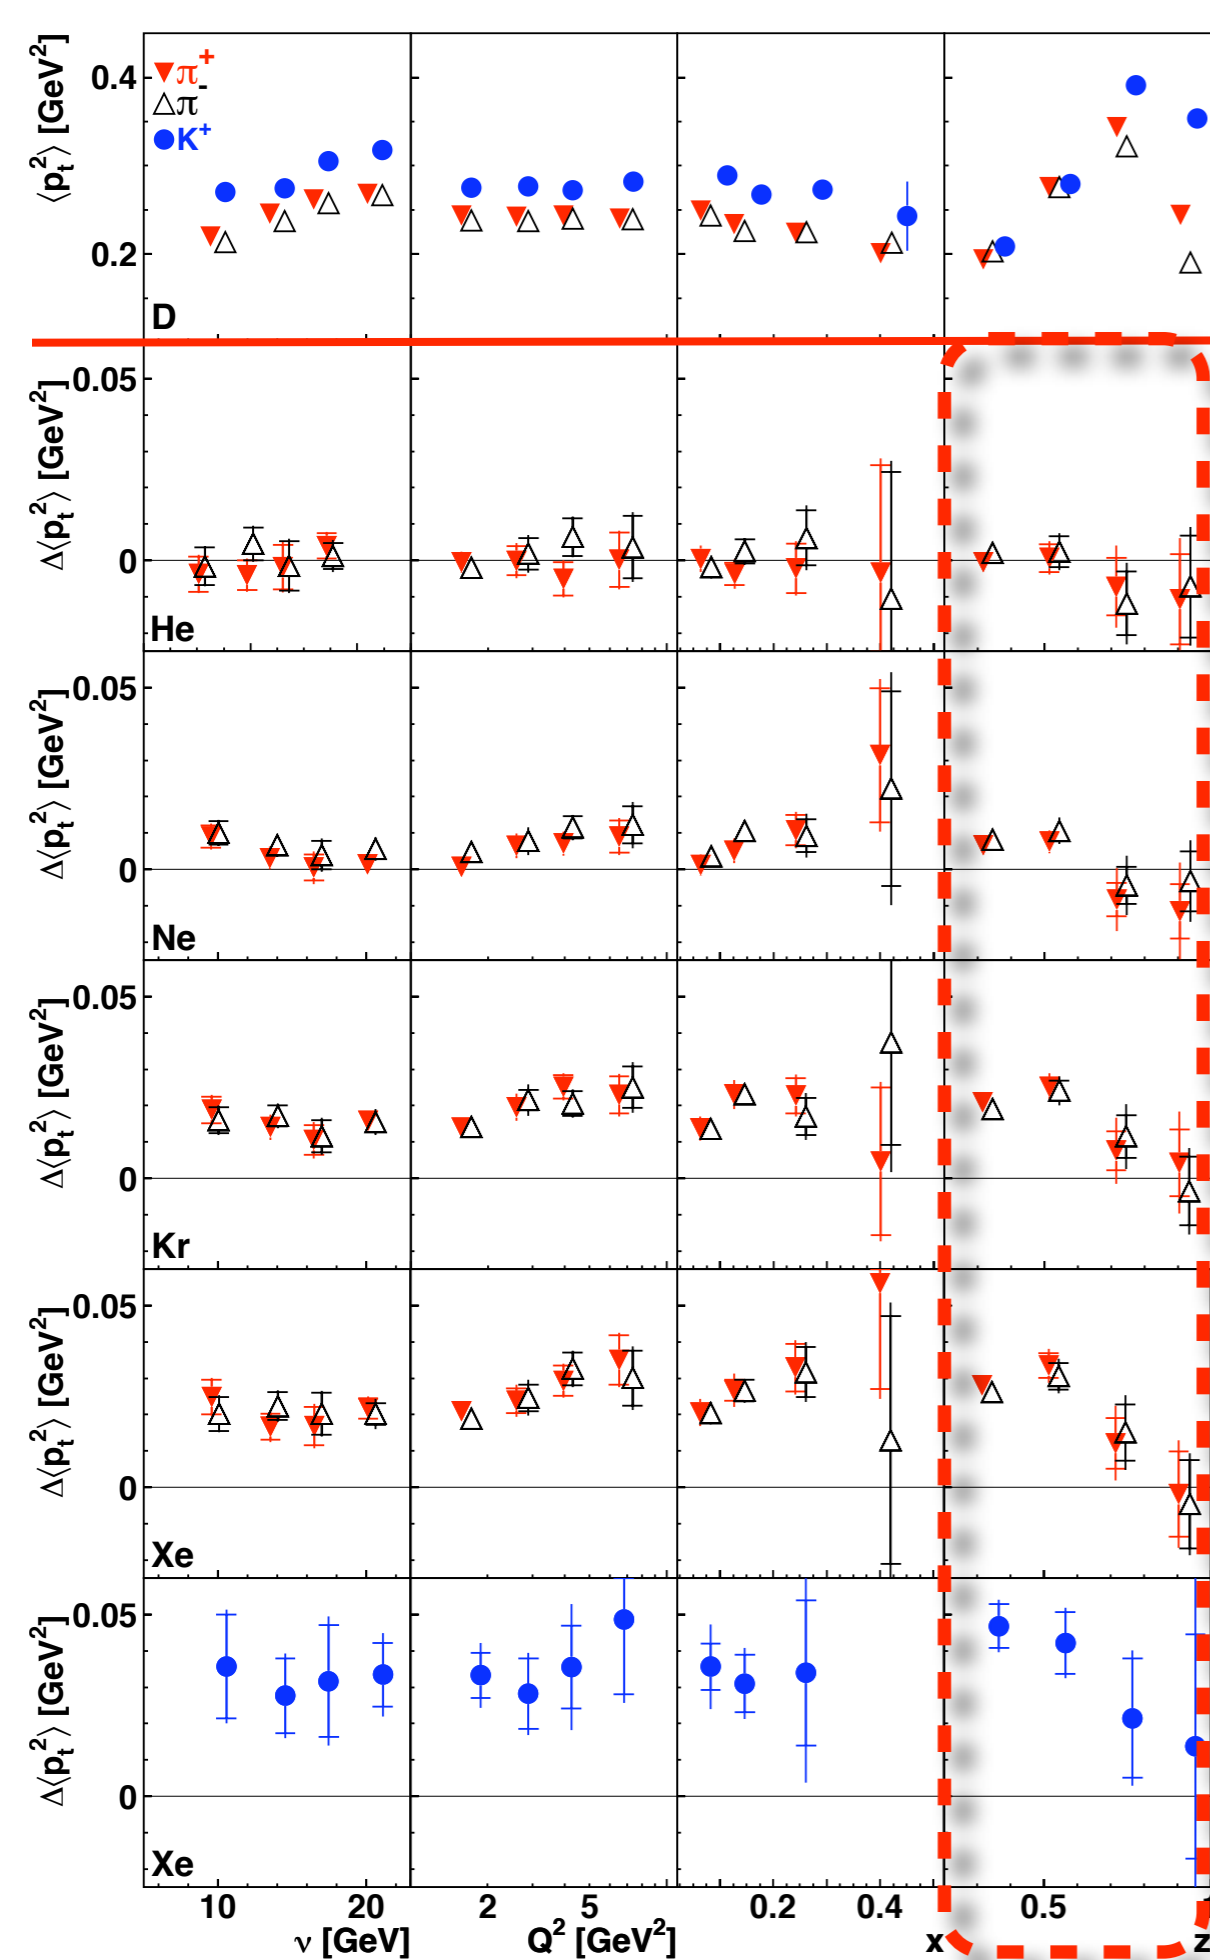 ⟨p_t^2⟩ [GeV^2]
0.4
0.2
π^+
π^-
K^+
D
Δ⟨p_t^2⟩ [GeV^2]
0.05
0
He
Δ⟨p_t^2⟩ [GeV^2]
0.05
0
Ne
Δ⟨p_t^2⟩ [GeV^2]
0.05
0
Kr
Δ⟨p_t^2⟩ [GeV^2]
0.05
0
Xe
Δ⟨p_t^2⟩ [GeV^2]
0.05
0
Xe
10 20 2 5 0.2 0.4 0.5
ν [GeV] Q^2 [GeV^2] x z